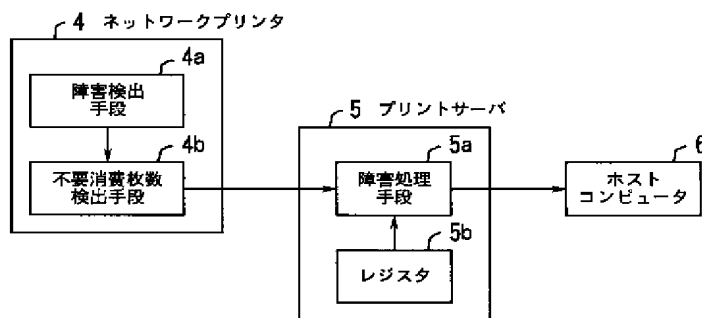 4 ネットワークプリンタ
4a
障害検出
手段
4b
不要消費枚数
検出手段
5 プリントサーバ
5a
障害処理
手段
5b
レジスタ
6
ホスト
コンピュータ